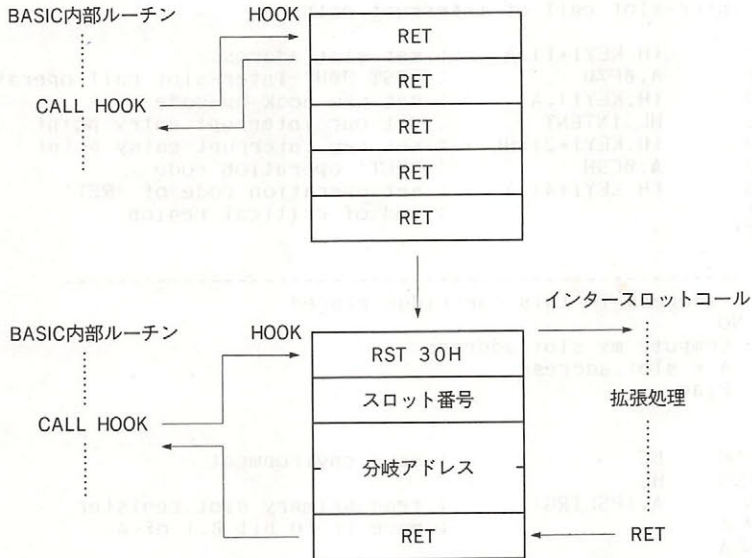 BASIC内部ルーチン
HOOK
RET
RET
RET
RET
RET
CALL HOOK
BASIC内部ルーチン
HOOK
インタースロットコール
RST 30H
スロット番号
分岐アドレス
RET
CALL HOOK
拡張処理
RET